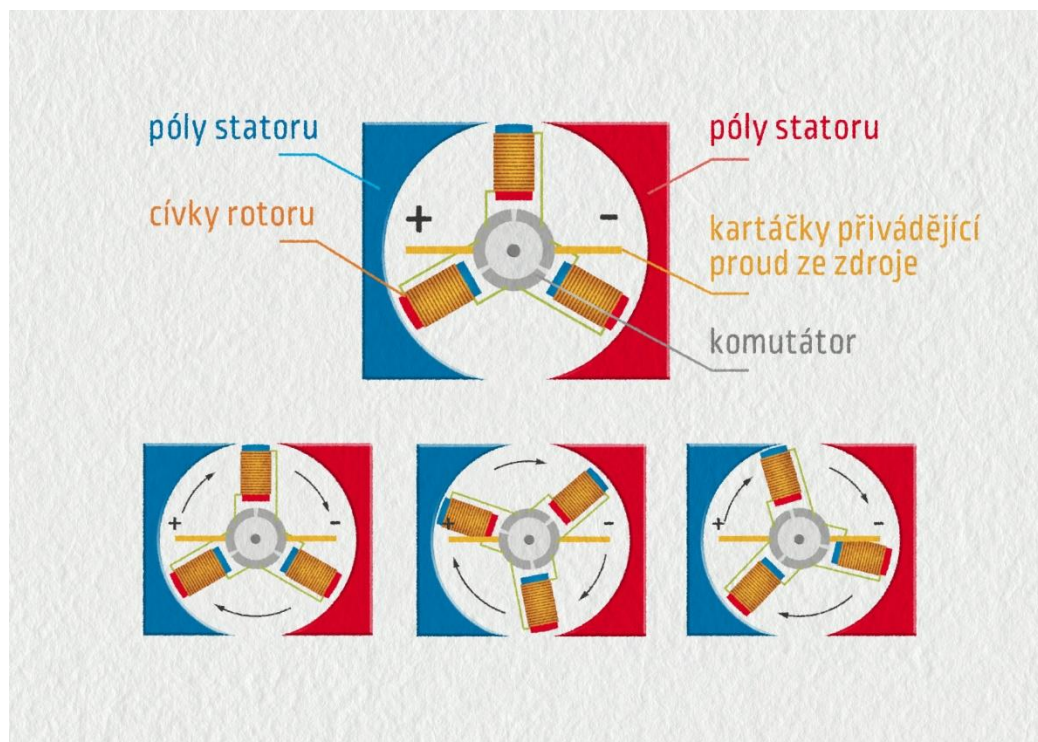 póly statoru
póly statoru
cívky rotoru
+
-
kartáčky přivádějící
proud ze zdroje
komutátor
+
-
+
-
+
-